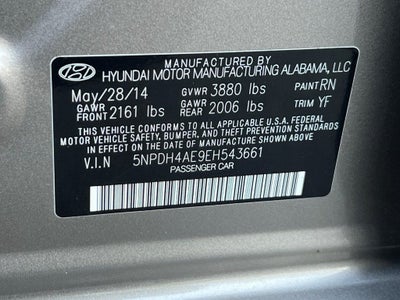 MANUFACTURED BY
HYUNDAI MOTOR MANUFACTURING ALABAMA, LLC
May/28/14 GVWR 3880 lbs PAINT RN
GAWR FRONT 2161 lbs GAWR REAR 2006 lbs TRIM YF
THIS VEHICLE CONFORMS TO ALL APPLICABLE FEDERAL
MOTOR VEHICLE SAFETY, BUMPER, AND THEFT PREVENTION
STANDARDS IN EFFECT ON THE DATE OF MANUFACTURE SHOWN ABOVE.
V.I.N 5NPDH4AE9EH543661
PASSENGER CAR